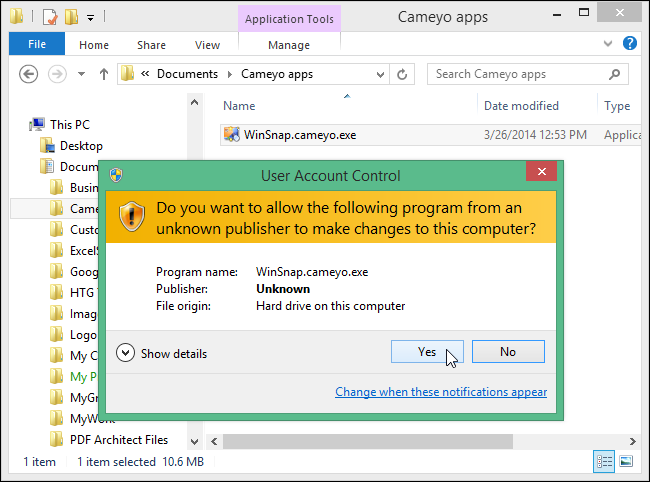 Application Tools
Cameyo apps
File
Home
Share
View
Manage
« Documents ▸ Cameyo apps
Search Cameyo apps
Name
Date modified
Type
This PC
Desktop
Docum
Busin
Came
Custo
ExcelS
Goog
HTG T
Imag
Logo
My C
My P
MyGr
MyWork
PDF Architect Files
WinSnap.cameyo.exe
3/26/2014 12:53 PM
Applic
User Account Control
Do you want to allow the following program from an
unknown publisher to make changes to this computer?
Program name: WinSnap.cameyo.exe
Publisher: Unknown
File origin: Hard drive on this computer
Show details
Yes
No
Change when these notifications appear
1 item
1 item selected 10.6 MB